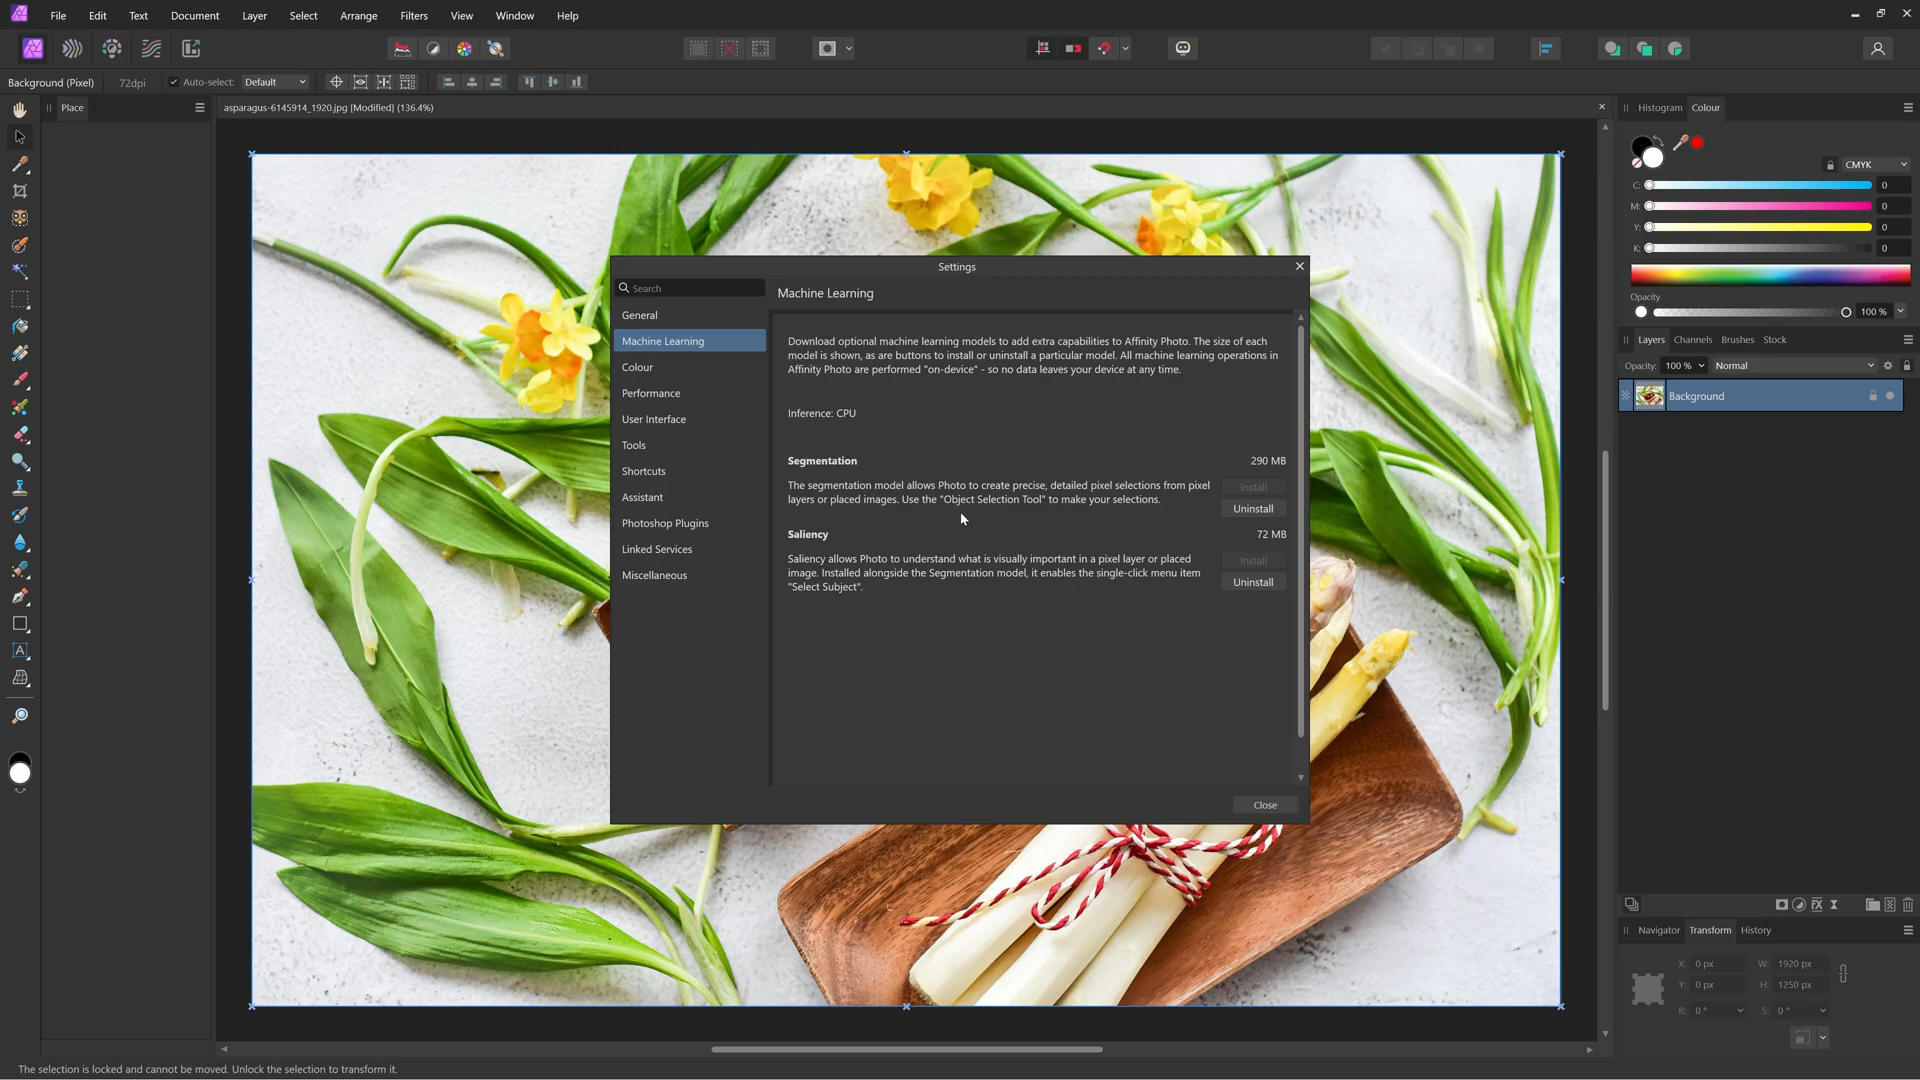 File Edit Text Document Layer Select Arrange Filters View Window Help
Background (Pixel) 72dpi Auto-select: Default
Place
asparagus-6145914_1920.jpg [Modified] (136.4%)
Histogram Colour
CMYK
C: 0
M: 0
Y: 0
K: 0
Opacity
100 %
Layers Channels Brushes Stock
Opacity: 100 % Normal
Background
Settings
Search
General
Machine Learning
Colour
Performance
User Interface
Tools
Shortcuts
Assistant
Photoshop Plugins
Linked Services
Miscellaneous
Machine Learning
Download optional machine learning models to add extra capabilities to Affinity Photo. The size of each
model is shown, as are buttons to install or uninstall a particular model. All machine learning operations in
Affinity Photo are performed "on-device" - so no data leaves your device at any time.
Inference: CPU
Segmentation 290 MB
The segmentation model allows Photo to create precise, detailed pixel selections from pixel
layers or placed images. Use the "Object Selection Tool" to make your selections.
Install
Uninstall
Saliency 72 MB
Saliency allows Photo to understand what is visually important in a pixel layer or placed
image. Installed alongside the Segmentation model, it enables the single-click menu item
"Select Subject".
Install
Uninstall
Close
Navigator Transform History
X: 0 px W: 1920 px
Y: 0 px H: 1250 px
R: 0 ° S: 0 °
The selection is locked and cannot be moved. Unlock the selection to transform it.